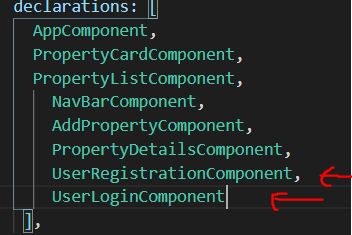 declarations: [
AppComponent,
PropertyCardComponent,
PropertyListComponent,
NavBarComponent,
AddPropertyComponent,
PropertyDetailsComponent,
UserRegistrationComponent,
UserLoginComponent
],